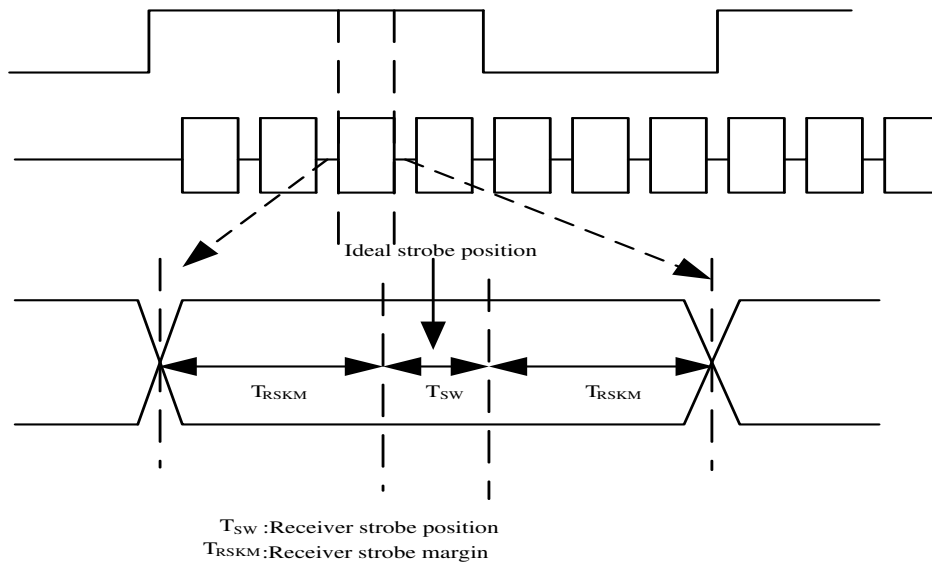 Ideal strobe position
TRSKM TSW TRSKM
TSW :Receiver strobe position
TRSKM:Receiver strobe margin